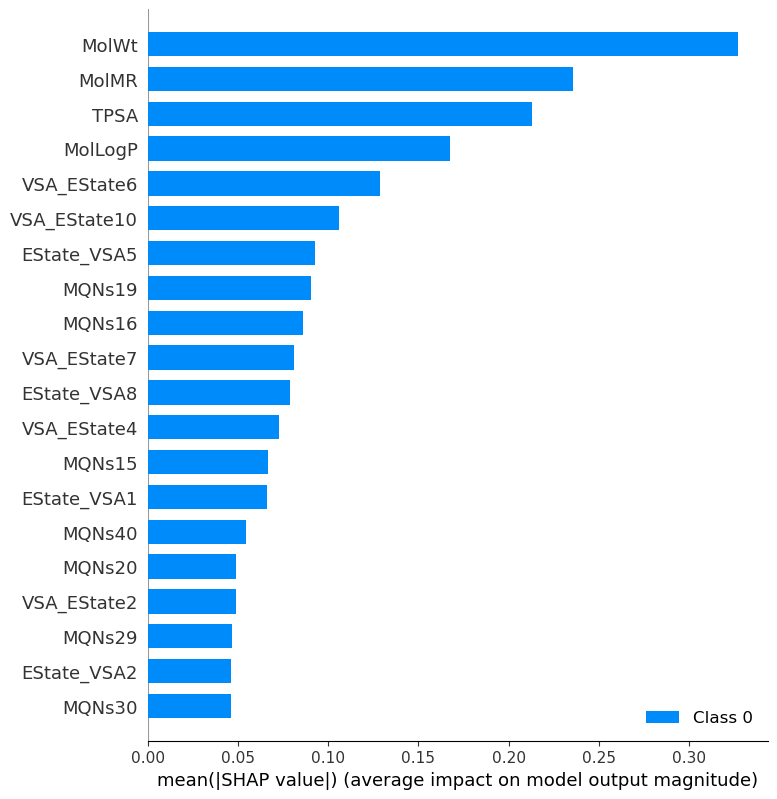 MolWt
MolMR
TPSA
MolLogP
VSA_EState6
VSA_EState10
EState_VSA5
MQNs19
MQNs16
VSA_EState7
EState_VSA8
VSA_EState4
MQNs15
EState_VSA1
MQNs40
MQNs20
VSA_EState2
MQNs29
EState_VSA2
MQNs30
Class 0
0.00 0.05 0.10 0.15 0.20 0.25 0.30
mean(|SHAP value|) (average impact on model output magnitude)